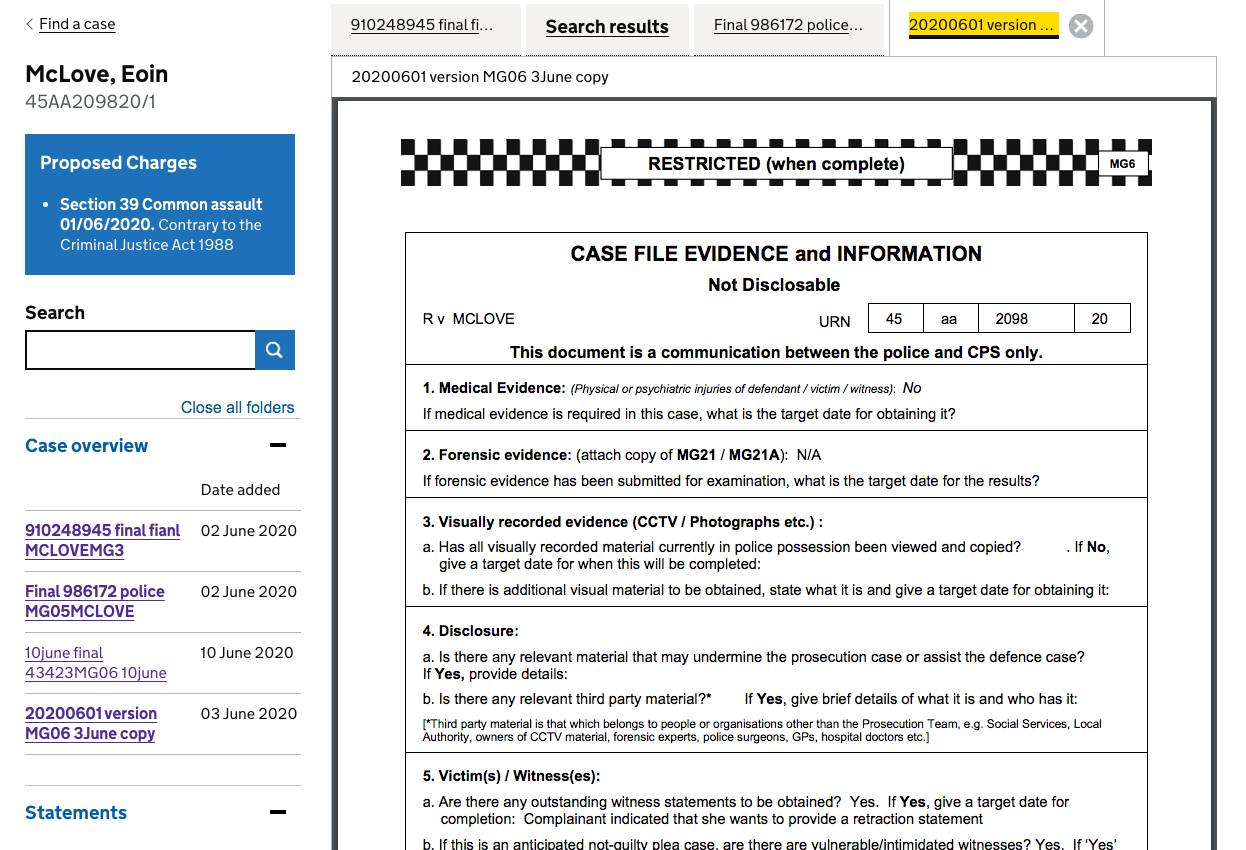 Find a case
McLove, Eoin
45AA209820/1
Proposed Charges
• Section 39 Common assault
01/06/2020. Contrary to the
Criminal Justice Act 1988
Search
Close all folders
Case overview
Date added
910248945 final fianl
MCLOVEMG3
02 June 2020
Final 986172 police
MG05MCLOVE
02 June 2020
10june final
43423MG06 10june
10 June 2020
20200601 version
MG06 3June copy
03 June 2020
Statements
910248945 final fi...
Search results
Final 986172 police...
20200601 version ...
20200601 version MG06 3June copy
RESTRICTED (when complete)
MG6
CASE FILE EVIDENCE and INFORMATION
Not Disclosable
R v MCLOVE
URN 45 aa 2098 20
This document is a communication between the police and CPS only.
1. Medical Evidence: (Physical or psychiatric injuries of defendant / victim / witness): No
If medical evidence is required in this case, what is the target date for obtaining it?
2. Forensic evidence: (attach copy of MG21 / MG21A): N/A
If forensic evidence has been submitted for examination, what is the target date for the results?
3. Visually recorded evidence (CCTV / Photographs etc.) :
a. Has all visually recorded material currently in police possession been viewed and copied? . If No,
give a target date for when this will be completed:
b. If there is additional visual material to be obtained, state what it is and give a target date for obtaining it:
4. Disclosure:
a. Is there any relevant material that may undermine the prosecution case or assist the defence case?
If Yes, provide details:
b. Is there any relevant third party material?* If Yes, give brief details of what it is and who has it:
[*Third party material is that which belongs to people or organisations other than the Prosecution Team, e.g. Social Services, Local
Authority, owners of CCTV material, forensic experts, police surgeons, GPs, hospital doctors etc.]
5. Victim(s) / Witness(es):
a. Are there any outstanding witness statements to be obtained? Yes. If Yes, give a target date for
completion: Complainant indicated that she wants to provide a retraction statement
b. If this is an anticipated not-guilty plea case, are there vulnerable/intimidated witnesses? Yes. If 'Yes'